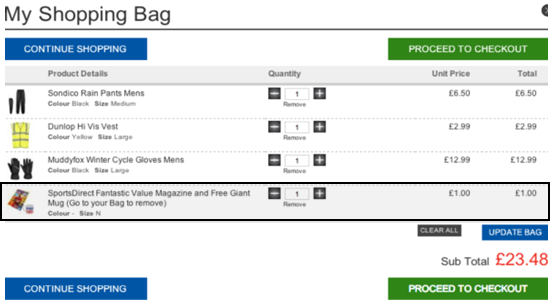 My Shopping Bag
CONTINUE SHOPPING
PROCEED TO CHECKOUT
Product Details Quantity Unit Price Total
Sondico Rain Pants Mens 1 £6.50 £6.50
Colour Black Size Medium Remove
Dunlop Hi Vis Vest 1 £2.99 £2.99
Colour Yellow Size Large Remove
Muddyfox Winter Cycle Gloves Mens 1 £12.99 £12.99
Colour Black Size Large Remove
SportsDirect Fantastic Value Magazine and Free Giant 1 £1.00 £1.00
Mug (Go to your Bag to remove) Remove
Colour - Size N
CLEAR ALL UPDATE BAG
Sub Total £23.48
CONTINUE SHOPPING
PROCEED TO CHECKOUT